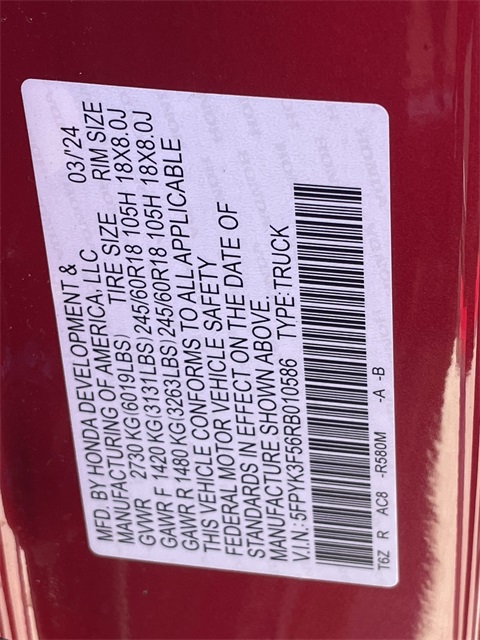 MFD. BY HONDA DEVELOPMENT &
MANUFACTURING OF AMERICA, LLC 03/'24
TIRE SIZE RIM SIZE
GVWR 2730 KG(6019LBS) 245/60R18 105H 18X8.0J
GAWR F 1420 KG(3131LBS) 245/60R18 105H 18X8.0J
GAWR R 1480 KG(3263LBS)
THIS VEHICLE CONFORMS TO ALL APPLICABLE
FEDERAL MOTOR VEHICLE SAFETY
STANDARDS IN EFFECT ON THE DATE OF
MANUFACTURE SHOWN ABOVE.
V.I.N.: 5FPYK3F56RB010586 TYPE:TRUCK
T6Z R AC8 -R580M -A -B